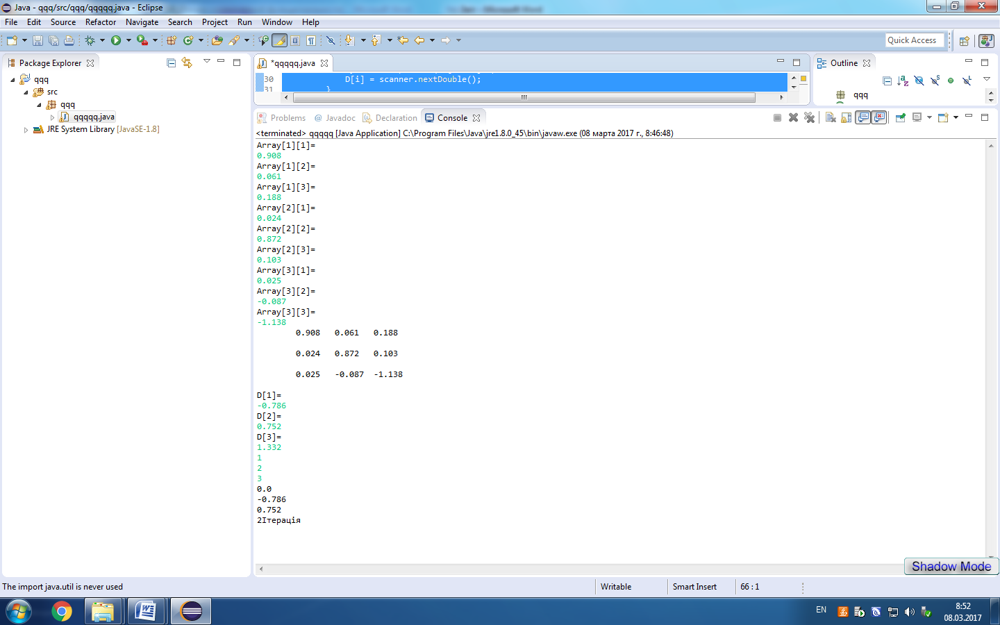 Java - qqq/src/qqq/qqqqq.java - Eclipse
File Edit Source Refactor Navigate Search Project Run Window Help
Quick Access
Package Explorer
*qqqqq.java
Outline
qqq
src
qqq
qqqqq.java
JRE System Library [JavaSE-1.8]
30 D[i] = scanner.nextDouble();
31 }
qqq
Problems @ Javadoc Declaration Console
<terminated> qqqqq [Java Application] C:\Program Files\Java\jre1.8.0_45\bin\javaw.exe (08 марта 2017 г., 8:46:48)
Array[1][1]=
0.908
Array[1][2]=
0.061
Array[1][3]=
0.188
Array[2][1]=
0.024
Array[2][2]=
0.872
Array[2][3]=
0.103
Array[3][1]=
0.025
Array[3][2]=
-0.087
Array[3][3]=
-1.138
0.908 0.061 0.188
0.024 0.872 0.103
0.025 -0.087 -1.138
D[1]=
-0.786
D[2]=
0.752
D[3]=
1.332
1
2
3
0.0
-0.786
0.752
2Ітерація
Shadow Mode
The import java.util is never used
Writable
Smart Insert
66 : 1
EN
8:52
08.03.2017